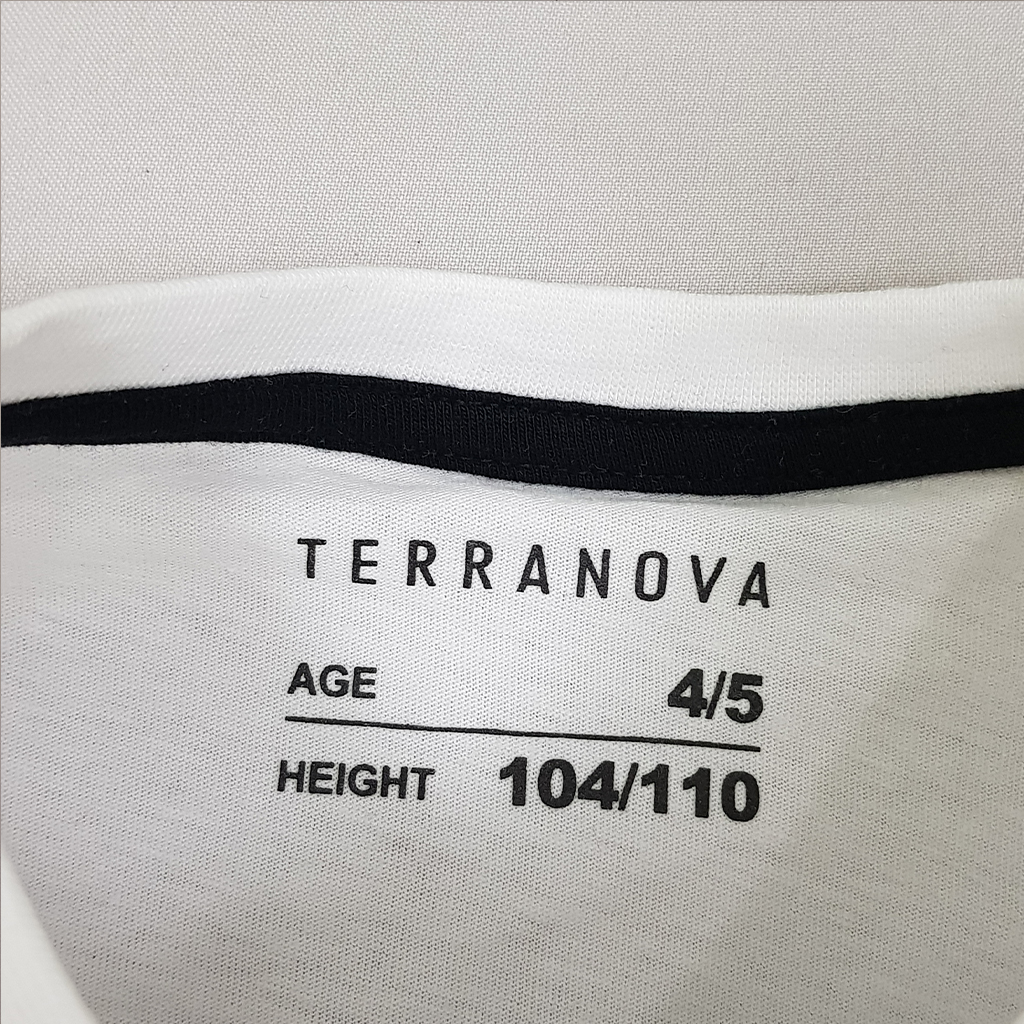 TERRANOVA
AGE 4/5
HEIGHT 104/110